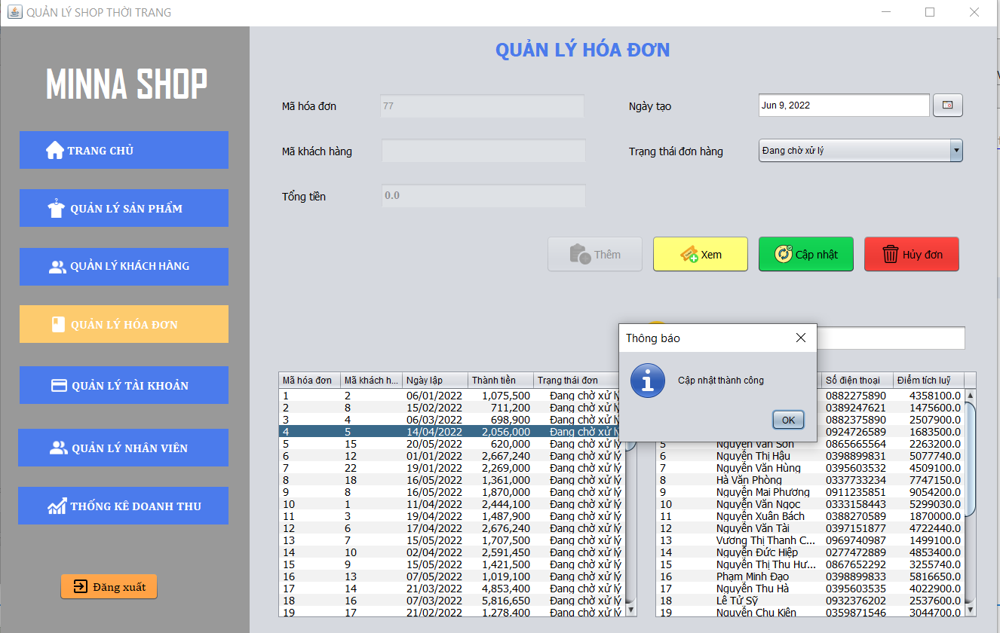 QUẢN LÝ SHOP THỜI TRANG
MINNA SHOP
TRANG CHỦ
QUẢN LÝ SẢN PHẨM
QUẢN LÝ KHÁCH HÀNG
QUẢN LÝ HÓA ĐƠN
QUẢN LÝ TÀI KHOẢN
QUẢN LÝ NHÂN VIÊN
THỐNG KÊ DOANH THU
Đăng xuất
QUẢN LÝ HÓA ĐƠN
Mã hóa đơn 77 Ngày tạo Jun 9, 2022
Mã khách hàng Trạng thái đơn hàng Đang chờ xử lý
Tổng tiền 0.0
Thêm Xem Cập nhật Hủy đơn
Thông báo
Cập nhật thành công
OK
Mã hóa đơn Mã khách h... Ngày lập Thành tiền Trạng thái đơn
1 2 06/01/2022 1,075,500 Đang chờ xử lý
2 8 15/02/2022 711,200 Đang chờ xử lý
3 4 06/03/2022 698,900 Đang chờ xử lý
4 5 14/04/2022 2,056,000 Đang chờ xử lý
5 15 20/05/2022 620,000 Đang chờ xử lý
6 12 01/01/2022 2,667,240 Đang chờ xử lý
7 22 19/01/2022 2,269,000 Đang chờ xử lý
8 18 16/05/2022 1,361,000 Đang chờ xử lý
9 8 16/05/2022 1,870,000 Đang chờ xử lý
10 1 11/04/2022 2,444,100 Đang chờ xử lý
11 3 19/04/2022 1,487,900 Đang chờ xử lý
12 6 17/04/2022 2,676,240 Đang chờ xử lý
13 7 15/05/2022 1,707,500 Đang chờ xử lý
14 10 02/04/2022 2,591,450 Đang chờ xử lý
15 9 15/05/2022 1,421,500 Đang chờ xử lý
16 13 07/05/2022 1,019,100 Đang chờ xử lý
17 14 21/03/2022 4,853,400 Đang chờ xử lý
18 16 07/03/2022 5,816,650 Đang chờ xử lý
19 17 21/02/2022 1,278,400 Đang chờ xử lý
Số điện thoại Điểm tích luỹ
0882275890 4358100.0
0389247621 1475600.0
0882375890 2507900.0
0924726589 1683500.0
5 Nguyễn Văn Sơn 0865665564 2263200.0
6 Nguyễn Thị Hậu 0398899831 5077740.0
7 Nguyễn Văn Hùng 0395603532 4509100.0
8 Hà Văn Phòng 0337733234 7747150.0
9 Nguyễn Mai Phương 0911235851 9054200.0
10 Nguyễn Văn Ngọc 0333158443 5299030.0
11 Nguyễn Xuân Bách 0388270589 1870000.0
12 Nguyễn Văn Tài 0397151877 4722440.0
13 Vương Thị Thanh C... 0969740987 1499100.0
14 Nguyễn Đức Hiệp 0277472889 4853400.0
15 Nguyễn Thị Thu Hư... 0867652292 3255740.0
16 Phạm Minh Đạo 0398899833 5816650.0
17 Nguyễn Thu Hà 0395603535 4022900.0
18 Lê Tử Sỹ 0932376202 2537600.0
19 Nguyễn Chu Kiên 0359871546 3044700.0